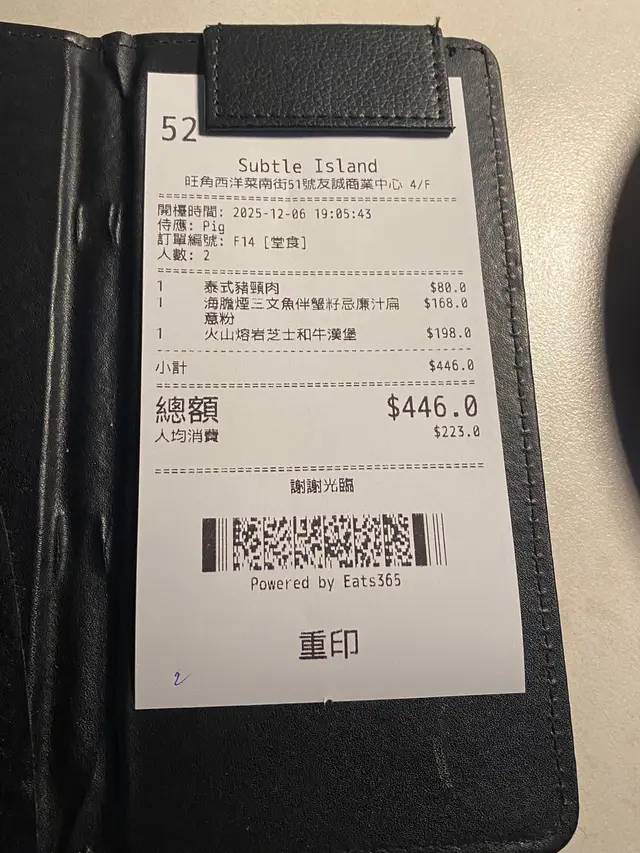 52
Subtle Island
旺角西洋菜南街51號友誠商業中心 4/F
開檯時間: 2025-12-06 19:05:43
侍應: Pig
訂單編號: F14 [堂食]
人數: 2
1 泰式豬頸肉 $80.0
1 海膽煙三文魚伴蟹籽忌廉汁扁 $168.0
意粉
1 火山熔岩芝士和牛漢堡 $198.0
小計 $446.0
總額 $446.0
人均消費 $223.0
謝謝光臨
Powered by Eats365
重印
2